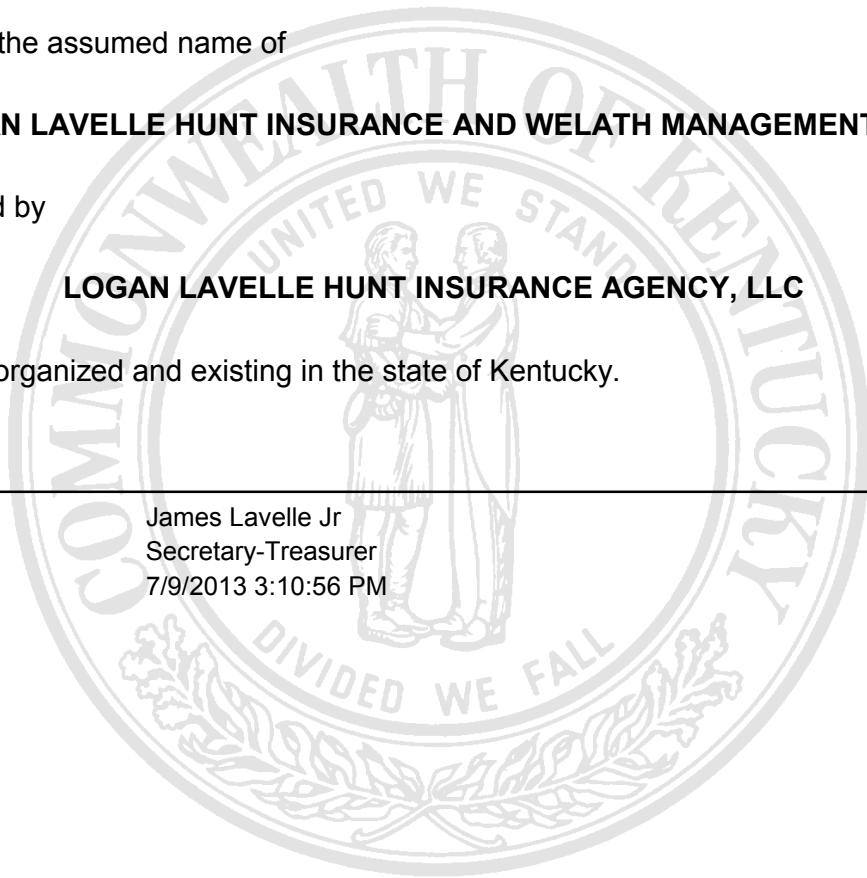 the assumed name of
AN LAVELLE HUNT INSURANCE AND WELATH MANAGEMENT
d by
LOGAN LAVELLE HUNT INSURANCE AGENCY, LLC
organized and existing in the state of Kentucky.
James Lavelle Jr
Secretary-Treasurer
7/9/2013 3:10:56 PM
COMMONWEALTH OF KENTUCKY
UNITED WE STAND
DIVIDED WE FALL